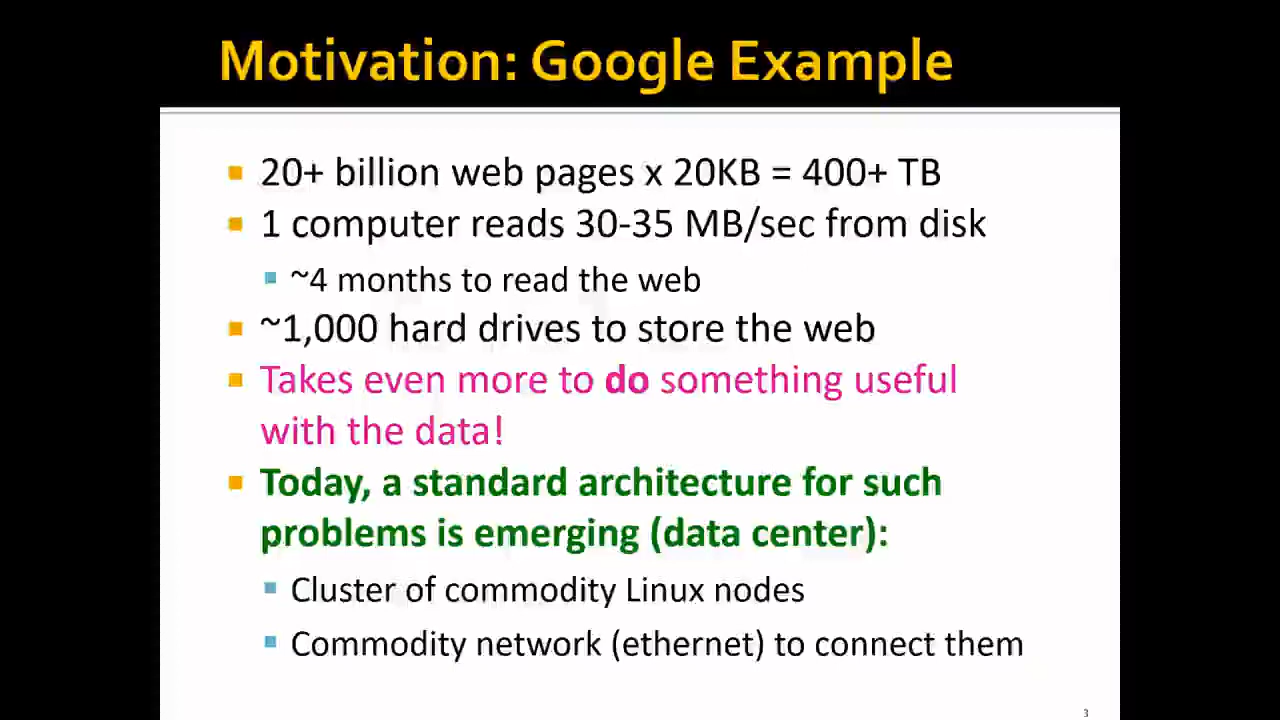 Motivation: Google Example
20+ billion web pages x 20KB = 400+ TB
1 computer reads 30-35 MB/sec from disk
~4 months to read the web
~1,000 hard drives to store the web
Takes even more to do something useful
with the data!
Today, a standard architecture for such
problems is emerging (data center):
Cluster of commodity Linux nodes
Commodity network (ethernet) to connect them
3